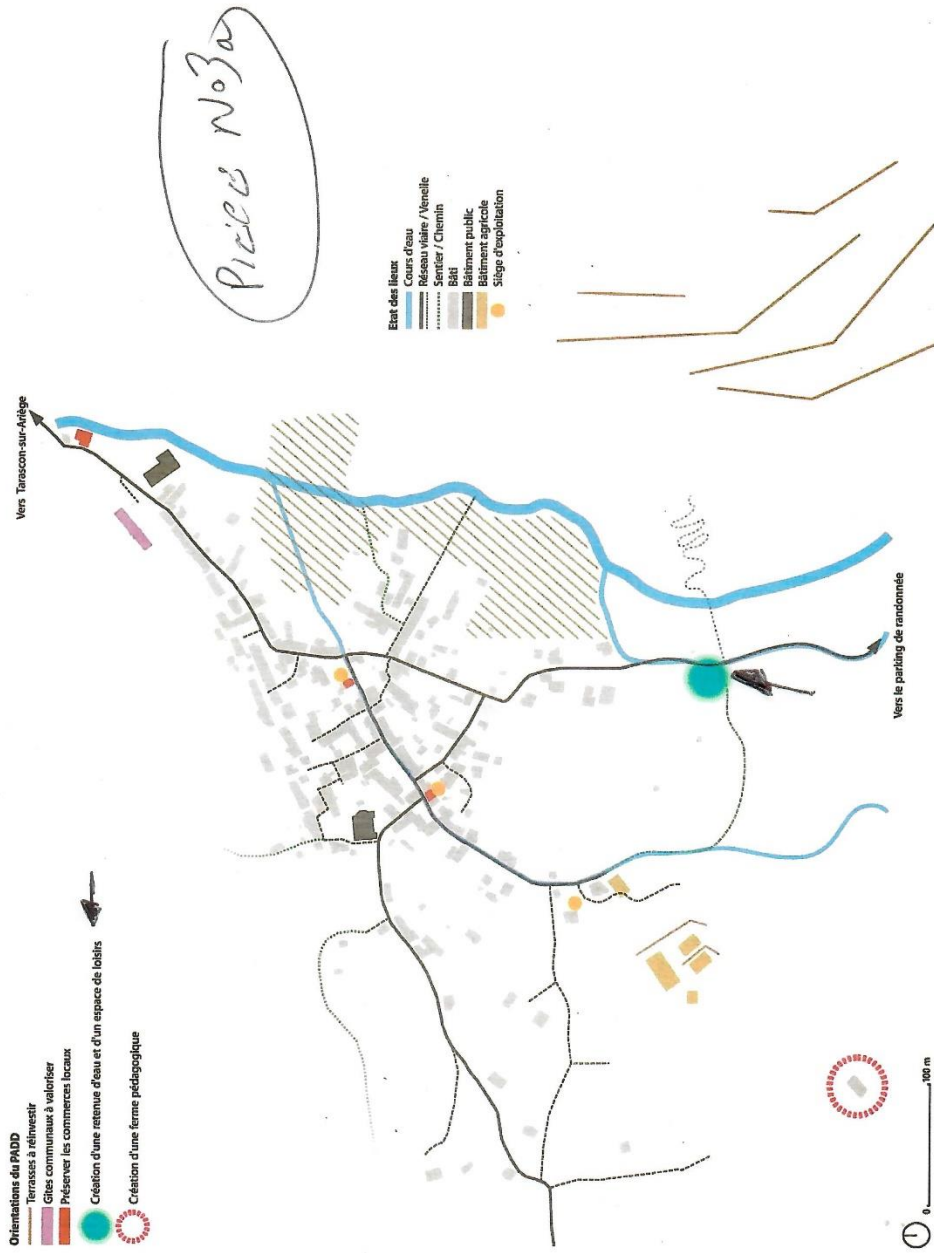 Orientations du PADD
Terrasses à réinvestir
Gîtes communaux à valoriser
Préserver les commerces locaux
Création d'une retenue d'eau et d'un espace de loisirs
Création d'une ferme pédagogique
Vers Tarascon-sur-Ariège
Pièce No3a
Etat des lieux
Cours d'eau
Réseau viaire / Venelle
Sentier / Chemin
Bâti
Bâtiment public
Bâtiment agricole
Siège d'exploitation
Vers le parking de randonnée
0
100 m